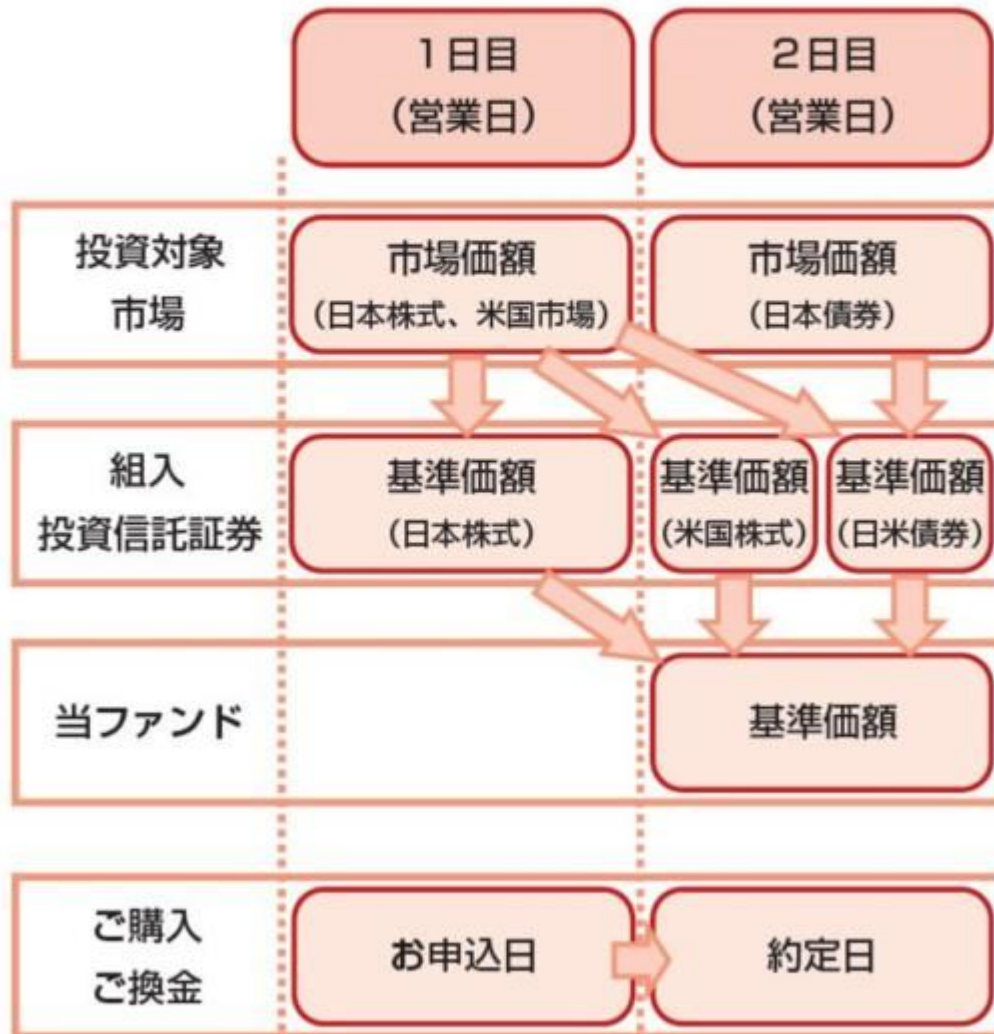 1日目
（営業日）
2日目
（営業日）
投資対象
市場
市場価額
（日本株式、米国市場）
市場価額
（日本債券）
組入
投資信託証券
基準価額
（日本株式）
基準価額
（米国株式）
基準価額
（日米債券）
当ファンド
基準価額
ご購入
ご換金
お申込日
約定日